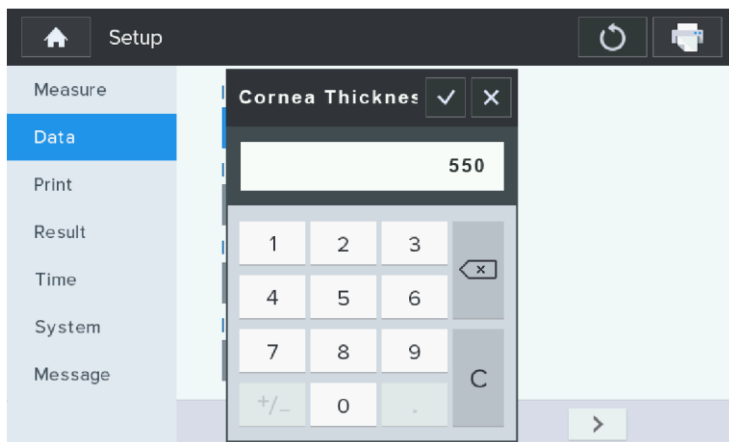 Setup
Measure
Data
Print
Result
Time
System
Message
Cornea Thicknes
550
1 2 3
4 5 6
7 8 9
C
+/- 0 .